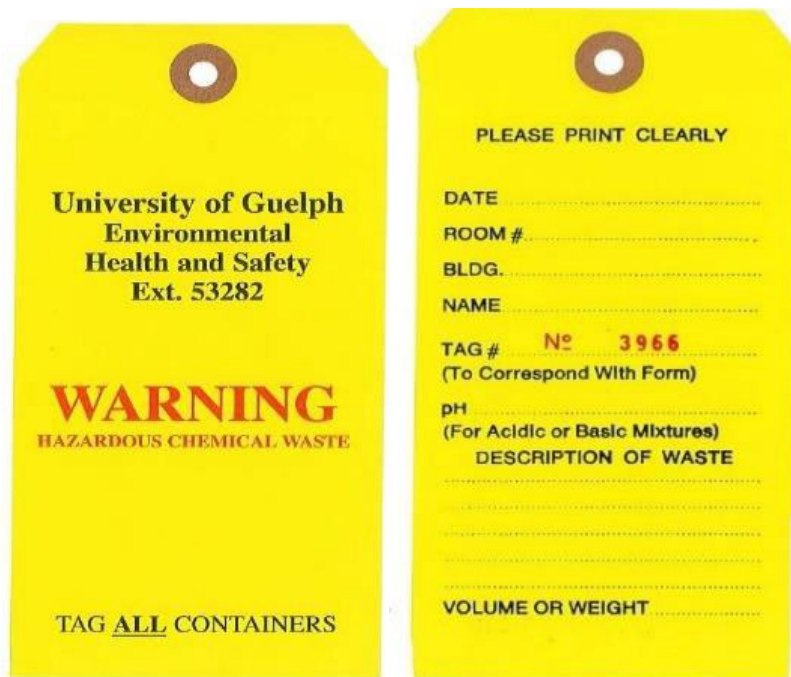 University of Guelph
Environmental
Health and Safety
Ext. 53282
WARNING
HAZARDOUS CHEMICAL WASTE
TAG ALL CONTAINERS
PLEASE PRINT CLEARLY
DATE
ROOM #
BLDG.
NAME
TAG # Nº 3966
(To Correspond With Form)
pH
(For Acidic or Basic Mixtures)
DESCRIPTION OF WASTE
VOLUME OR WEIGHT